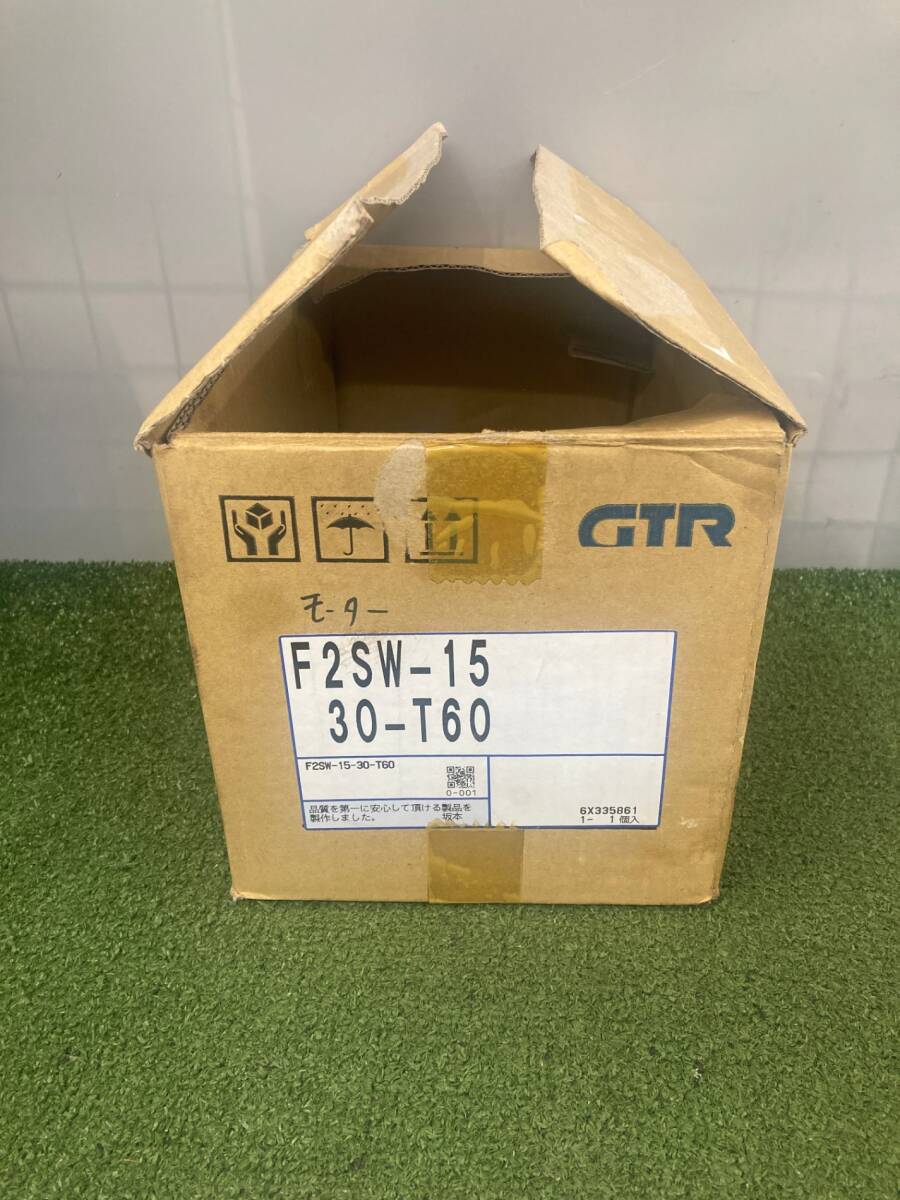 GTR
モーター
F2SW-15
30-T60
F2SW-15-30-T60
0-001
品質を第一に安心して頂ける製品を
製作しました。 坂本
6X335861
1- 1個入